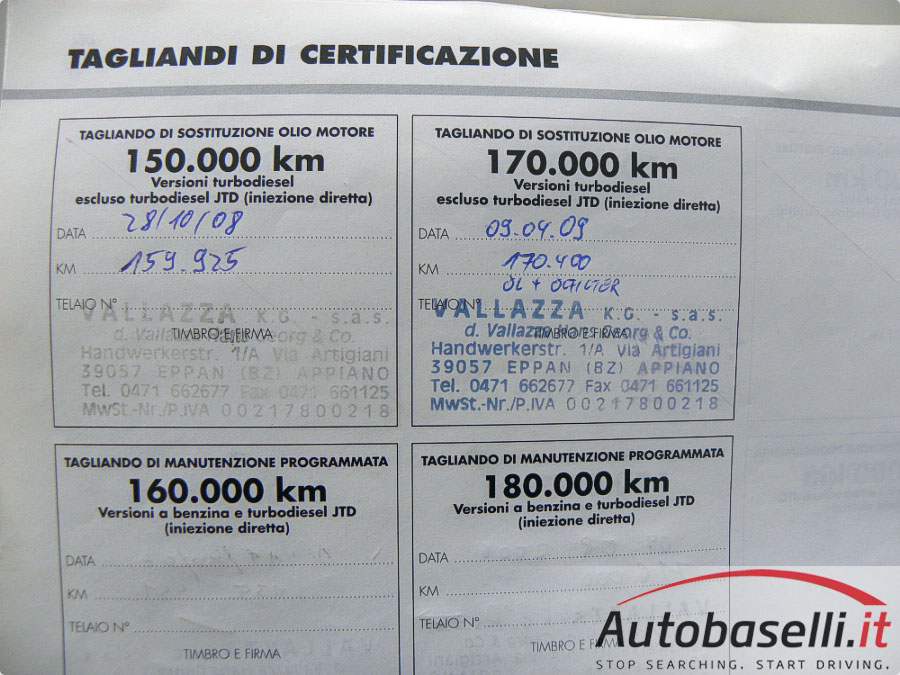 TAGLIANDI DI CERTIFICAZIONE
TAGLIANDO DI SOSTITUZIONE OLIO MOTORE
150.000 km
Versioni turbodiesel
escluso turbodiesel JTD (iniezione diretta)
DATA 28/10/08
KM 159.925
TELAIO N°
VALLAZZA K.G. - s.a.s.
d. Vallazza Georg & Co.
TIMBRO E FIRMA
Handwerkerstr. 1/A Via Artigiani
39057 EPPAN (BZ) APPIANO
Tel. 0471 662677 Fax 0471 661125
MwSt.-Nr./P.IVA 00217800218
TAGLIANDO DI SOSTITUZIONE OLIO MOTORE
170.000 km
Versioni turbodiesel
escluso turbodiesel JTD (iniezione diretta)
DATA 09.04.09
KM 170.400
ÖL + ÖLFILTER
TELAIO N°
VALLAZZA K.G. - s.a.s.
d. Vallazza Georg & Co.
TIMBRO E FIRMA
Handwerkerstr. 1/A Via Artigiani
39057 EPPAN (BZ) APPIANO
Tel. 0471 662677 Fax 0471 661125
MwSt.-Nr./P.IVA 00217800218
TAGLIANDO DI MANUTENZIONE PROGRAMMATA
160.000 km
Versioni a benzina e turbodiesel JTD
(iniezione diretta)
DATA
KM
TELAIO N°
TIMBRO E FIRMA
TAGLIANDO DI MANUTENZIONE PROGRAMMATA
180.000 km
Versioni a benzina e turbodiesel JTD
(iniezione diretta)
DATA
KM
TELAIO N°
TIMBRO E FIRMA
Autobaselli.it
STOP SEARCHING. START DRIVING.